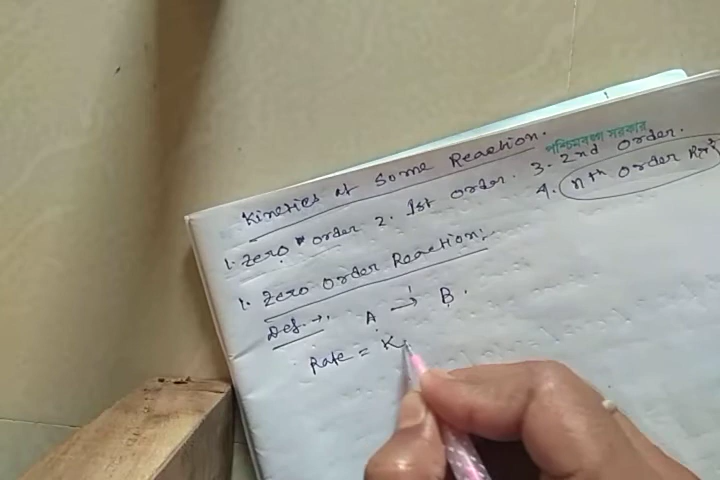 পশ্চিমবঙ্গ সরকার
Kinetics of Some Reaction.
1. Zero order 2. 1st order. 3. 2nd Order.
4. nth order Rxn
1. Zero Order Reaction:
Def →. A → B.
Rate = K